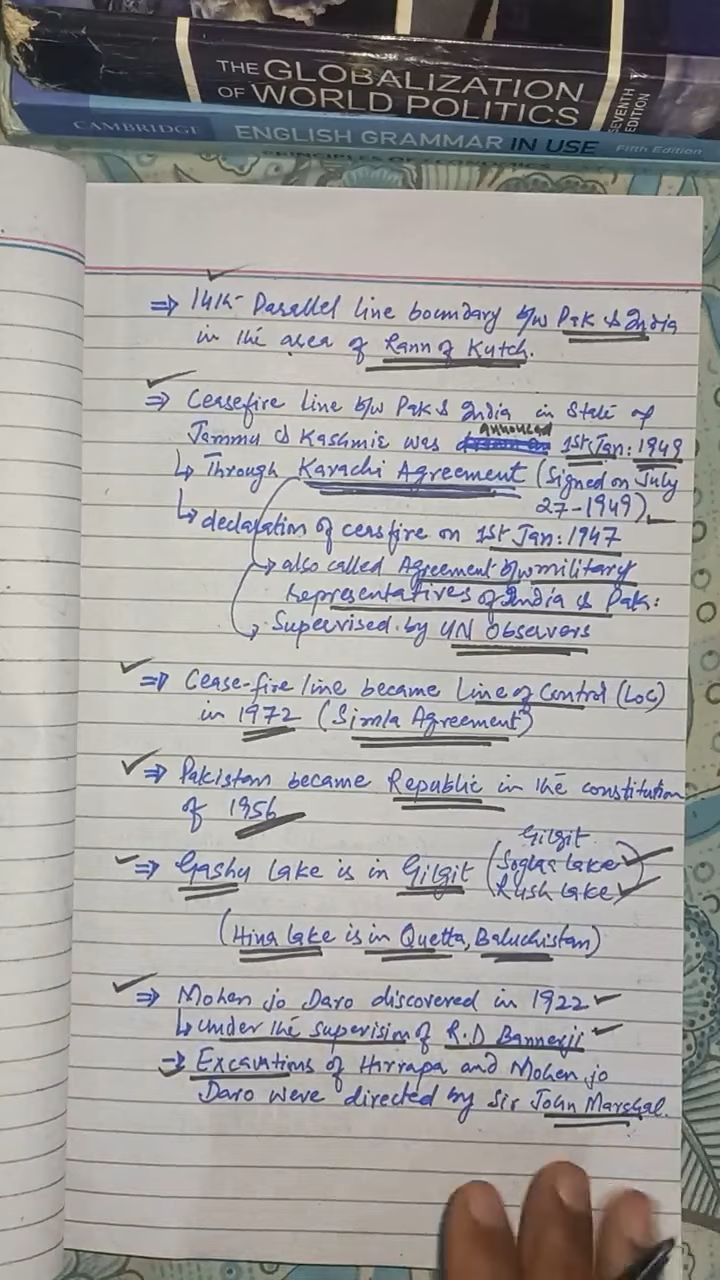 THE GLOBALIZATION
OF WORLD POLITICS
SEVENTH EDITION
CAMBRIDGE ENGLISH GRAMMAR IN USE Fifth Edition
⇒ 14th- Parallel line boundary b/w Pak & India
in the area of Rann of Kutch.
⇒ Ceasefire Line b/w Pak & India in State of
Jammu & Kashmir was Announced 1st Jan: 1949
↳ Through Karachi Agreement (Signed on July
27-1949)
↳ declaration of ceasfire on 1st Jan: 1947
↳ also called Agreement b/w military
Representatives of India & Pak:
↳ Supervised by UN Observers
⇒ Cease-fire line became Line of Control (LoC)
in 1972 (Simla Agreement)
⇒ Pakistan became Republic in the constitution
of 1956
Gilgit
⇒ Gashu Lake is in Gilgit (Soglas Lake
Rush Lake)
(Hina lake is in Quetta, Baluchistan)
⇒ Mohen jo Daro discovered in 1922
↳ under the supervision of R.D Bannerji
⇒ Excavations of Hirrapa and Mohen jo
Daro were directed by Sir John Marshal.